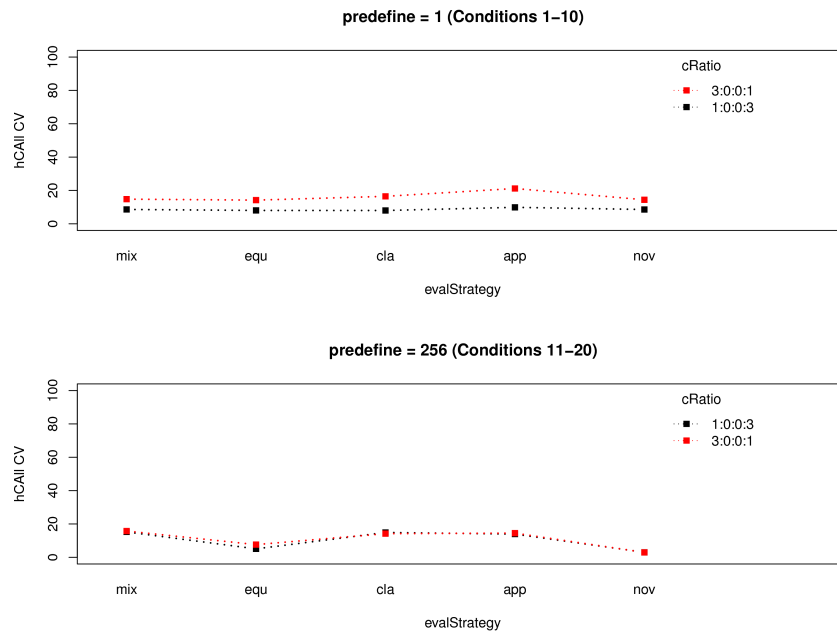 predefine = 1 (Conditions 1−10)
hCAll CV
100
80
60
40
20
0
cRatio
3:0:0:1
1:0:0:3
mix equ cla app nov
evalStrategy
predefine = 256 (Conditions 11−20)
hCAll CV
100
80
60
40
20
0
cRatio
1:0:0:3
3:0:0:1
mix equ cla app nov
evalStrategy